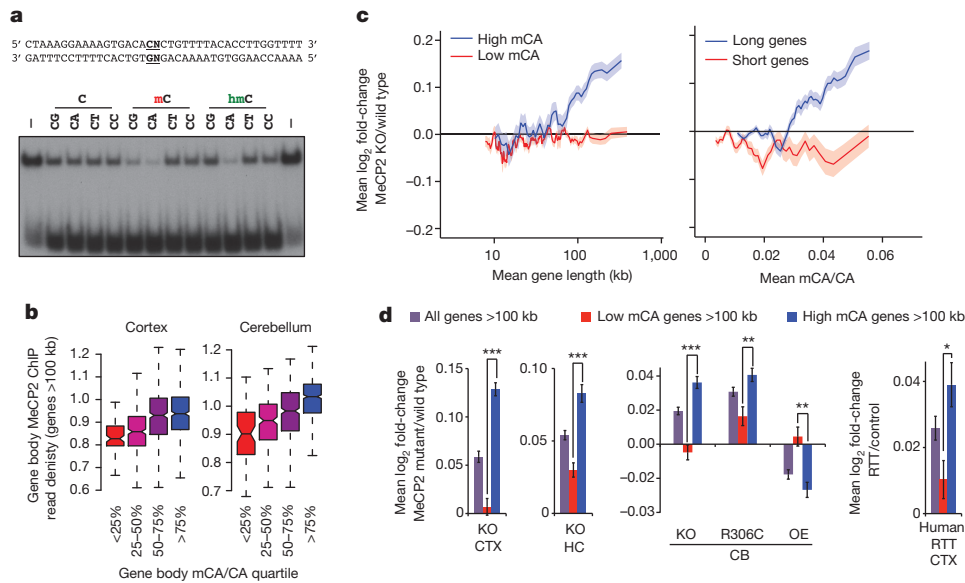 a
5′ CTAAAGGAAAAGTGACACNCTGTTTTACACCTTGGTTTT 3′
3′ GATTTCCTTTTCACTGTGNGACAAAATGTGGAACCAAAA 5′
C mC hmC
– CG CA CT CC CG CA CT CC CG CA CT CC –
b
Cortex Cerebellum
Gene body MeCP2 ChIP
read denisty (genes >100 kb)
1.2
1.1
1.0
0.9
0.8
0.7
0.6
1.2
1.1
1.0
0.9
0.8
0.7
<25% 25–50% 50–75% >75% <25% 25–50% 50–75% >75%
Gene body mCA/CA quartile
c
Mean log2 fold-change
MeCP2 KO/wild type
High mCA
Low mCA
0.2
0.1
0.0
−0.1
−0.2
10 100 1,000
Mean gene length (kb)
Long genes
Short genes
0 0.02 0.04 0.06
Mean mCA/CA
d
All genes >100 kb Low mCA genes >100 kb High mCA genes >100 kb
Mean log2 fold-change
MeCP2 mutant/wild type
0.15
0.10
0.05
0
***
KO
CTX
0.10
0.05
0
***
KO
HC
0.06
0.04
0.02
0.00
−0.02
−0.03
*** ** **
KO R306C OE
CB
Mean log2 fold-change
RTT/control
0.04
0.02
0
*
Human
RTT
CTX